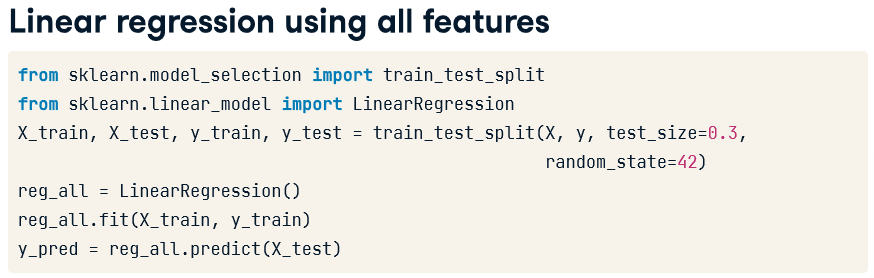 Linear regression using all features
from sklearn.model_selection import train_test_split
from sklearn.linear_model import LinearRegression
X_train, X_test, y_train, y_test = train_test_split(X, y, test_size=0.3,
random_state=42)
reg_all = LinearRegression()
reg_all.fit(X_train, y_train)
y_pred = reg_all.predict(X_test)